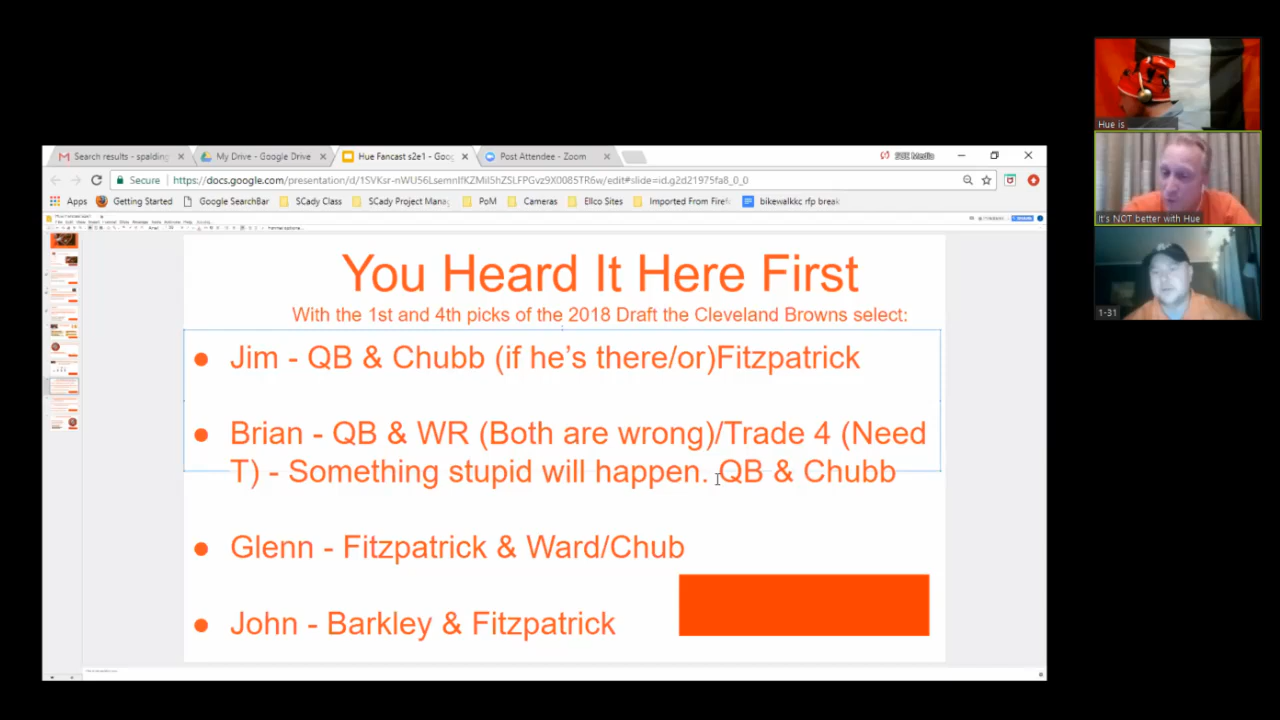 Search results - spalding
My Drive - Google Drive
Hue Fancast s2e1 - Goo
Post Attendee - Zoom
Secure
https://docs.google.com/presentation/d/1SVKsr-nWU56LsemnIfKZMiI5hZSLFPGvz9X0085TR6w/edit#slide=id.g2d21975fa8_0_0
Apps
Getting Started
Google SearchBar
SCady Class
SCady Project Mana
PoM
Cameras
Ellco Sites
Imported From Firef
bikewalkkc rfp break
You Heard It Here First
With the 1st and 4th picks of the 2018 Draft the Cleveland Browns select:
● Jim - QB & Chubb (if he’s there/or)Fitzpatrick
● Brian - QB & WR (Both are wrong)/Trade 4 (Need
T) - Something stupid will happen. QB & Chubb
● Glenn - Fitzpatrick & Ward/Chub
● John - Barkley & Fitzpatrick
Hue is ________
It's NOT better with Hue
1-31